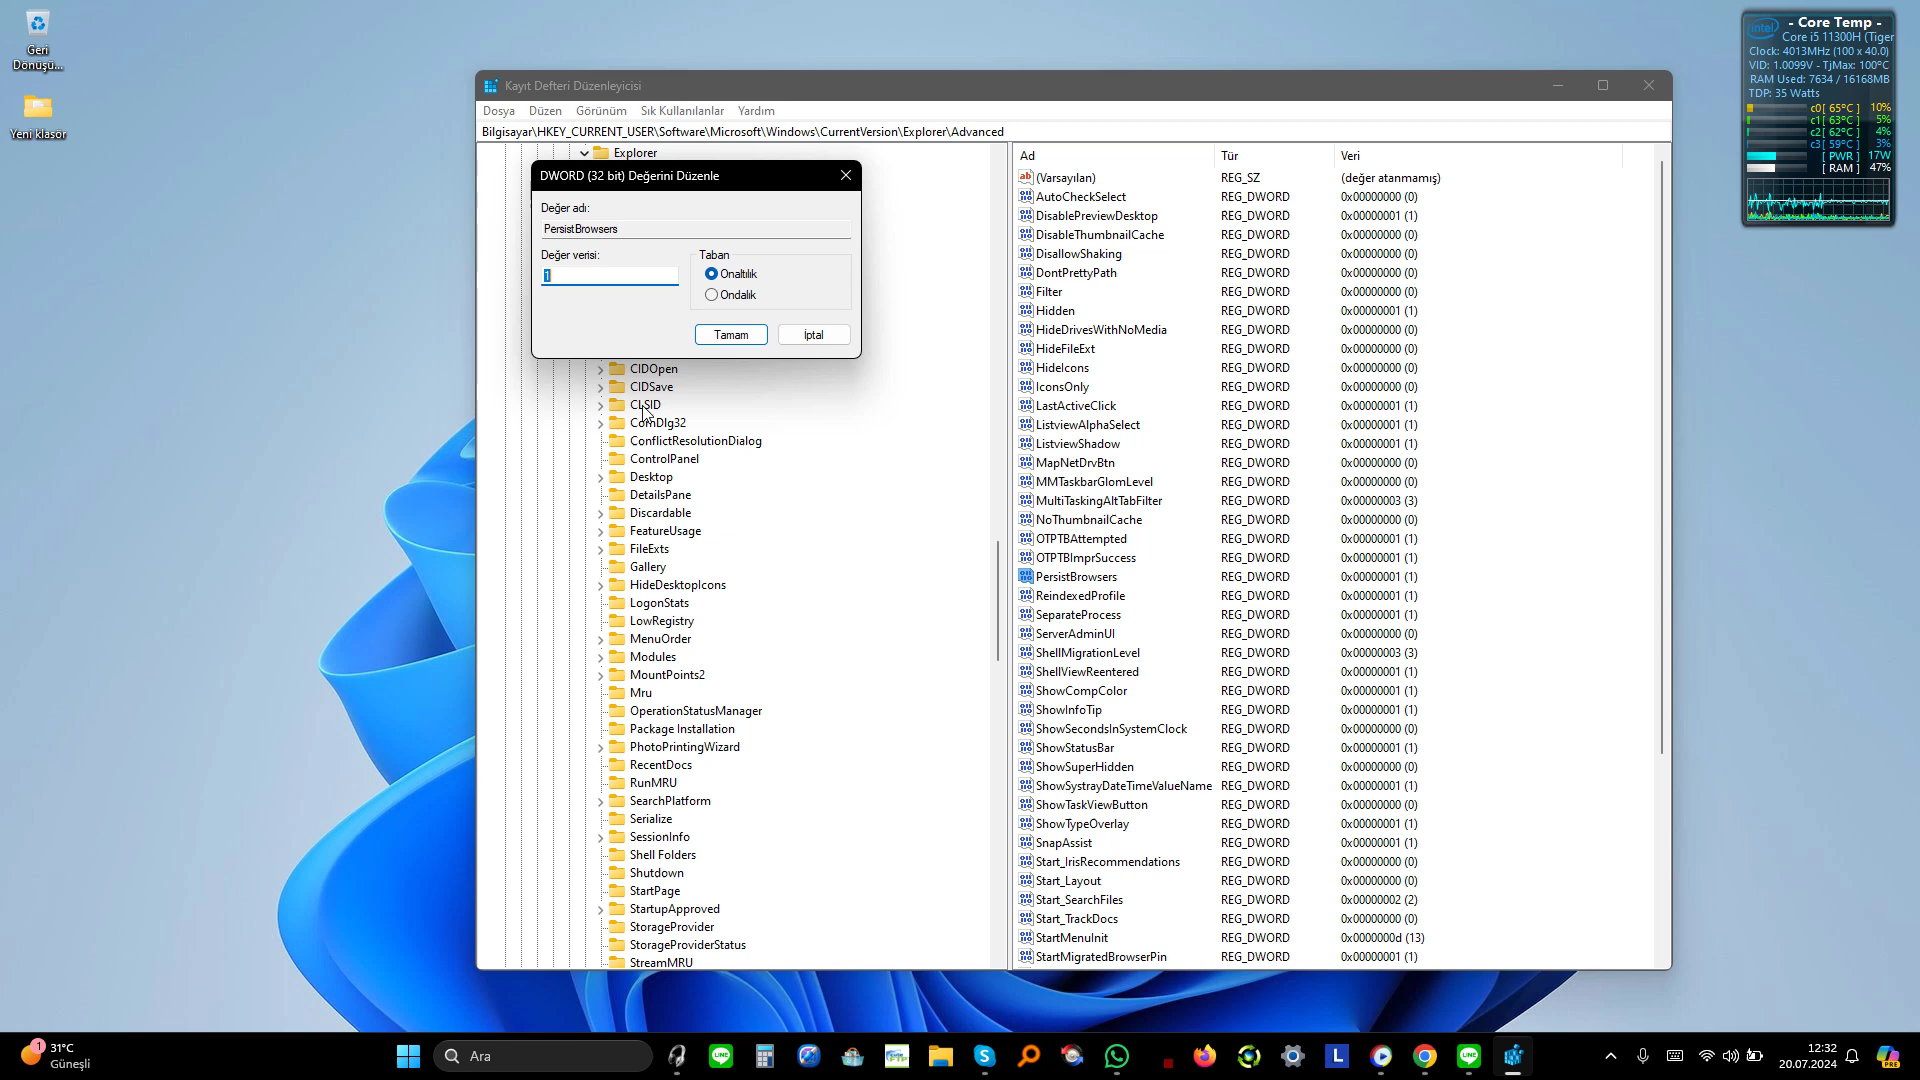 Geri
Dönüşü...
Yeni klasör
- Core Temp -
intel
Core i5 11300H (Tiger
Clock: 4013MHz (100 x 40.0)
VID: 1.0099V - TjMax: 100°C
RAM Used: 7634 / 16168MB
TDP: 35 Watts
c0[ 65°C ] 10%
c1[ 63°C ] 5%
c2[ 62°C ] 4%
c3[ 59°C ] 3%
[ PWR ] 17W
[ RAM ] 47%
Kayıt Defteri Düzenleyicisi
Dosya Düzen Görünüm Sık Kullanılanlar Yardım
Bilgisayar\HKEY_CURRENT_USER\Software\Microsoft\Windows\CurrentVersion\Explorer\Advanced
Explorer
DWORD (32 bit) Değerini Düzenle
Değer adı:
PersistBrowsers
Değer verisi:
1
Taban
Onaltılık
Ondalık
Tamam
İptal
CIDOpen
CIDSave
CLSID
ComDlg32
ConflictResolutionDialog
ControlPanel
Desktop
DetailsPane
Discardable
FeatureUsage
FileExts
Gallery
HideDesktopIcons
LogonStats
LowRegistry
MenuOrder
Modules
MountPoints2
Mru
OperationStatusManager
Package Installation
PhotoPrintingWizard
RecentDocs
RunMRU
SearchPlatform
Serialize
SessionInfo
Shell Folders
Shutdown
StartPage
StartupApproved
StorageProvider
StorageProviderStatus
StreamMRU
Ad Tür Veri
(Varsayılan) REG_SZ (değer atanmamış)
AutoCheckSelect REG_DWORD 0x00000000 (0)
DisablePreviewDesktop REG_DWORD 0x00000001 (1)
DisableThumbnailCache REG_DWORD 0x00000000 (0)
DisallowShaking REG_DWORD 0x00000000 (0)
DontPrettyPath REG_DWORD 0x00000000 (0)
Filter REG_DWORD 0x00000000 (0)
Hidden REG_DWORD 0x00000001 (1)
HideDrivesWithNoMedia REG_DWORD 0x00000000 (0)
HideFileExt REG_DWORD 0x00000000 (0)
HideIcons REG_DWORD 0x00000000 (0)
IconsOnly REG_DWORD 0x00000000 (0)
LastActiveClick REG_DWORD 0x00000001 (1)
ListviewAlphaSelect REG_DWORD 0x00000001 (1)
ListviewShadow REG_DWORD 0x00000001 (1)
MapNetDrvBtn REG_DWORD 0x00000000 (0)
MMTaskbarGlomLevel REG_DWORD 0x00000000 (0)
MultiTaskingAltTabFilter REG_DWORD 0x00000003 (3)
NoThumbnailCache REG_DWORD 0x00000000 (0)
OTPTBAttempted REG_DWORD 0x00000001 (1)
OTPTBImprSuccess REG_DWORD 0x00000001 (1)
PersistBrowsers REG_DWORD 0x00000001 (1)
ReindexedProfile REG_DWORD 0x00000001 (1)
SeparateProcess REG_DWORD 0x00000001 (1)
ServerAdminUI REG_DWORD 0x00000000 (0)
ShellMigrationLevel REG_DWORD 0x00000003 (3)
ShellViewReentered REG_DWORD 0x00000001 (1)
ShowCompColor REG_DWORD 0x00000001 (1)
ShowInfoTip REG_DWORD 0x00000001 (1)
ShowSecondsInSystemClock REG_DWORD 0x00000000 (0)
ShowStatusBar REG_DWORD 0x00000001 (1)
ShowSuperHidden REG_DWORD 0x00000000 (0)
ShowSystrayDateTimeValueName REG_DWORD 0x00000001 (1)
ShowTaskViewButton REG_DWORD 0x00000000 (0)
ShowTypeOverlay REG_DWORD 0x00000001 (1)
SnapAssist REG_DWORD 0x00000001 (1)
Start_IrisRecommendations REG_DWORD 0x00000000 (0)
Start_Layout REG_DWORD 0x00000000 (0)
Start_SearchFiles REG_DWORD 0x00000002 (2)
Start_TrackDocs REG_DWORD 0x00000000 (0)
StartMenuInit REG_DWORD 0x0000000d (13)
StartMigratedBrowserPin REG_DWORD 0x00000001 (1)
1
31°C
Güneşli
Ara
LINE
L
LINE
12:32
20.07.2024
PRE